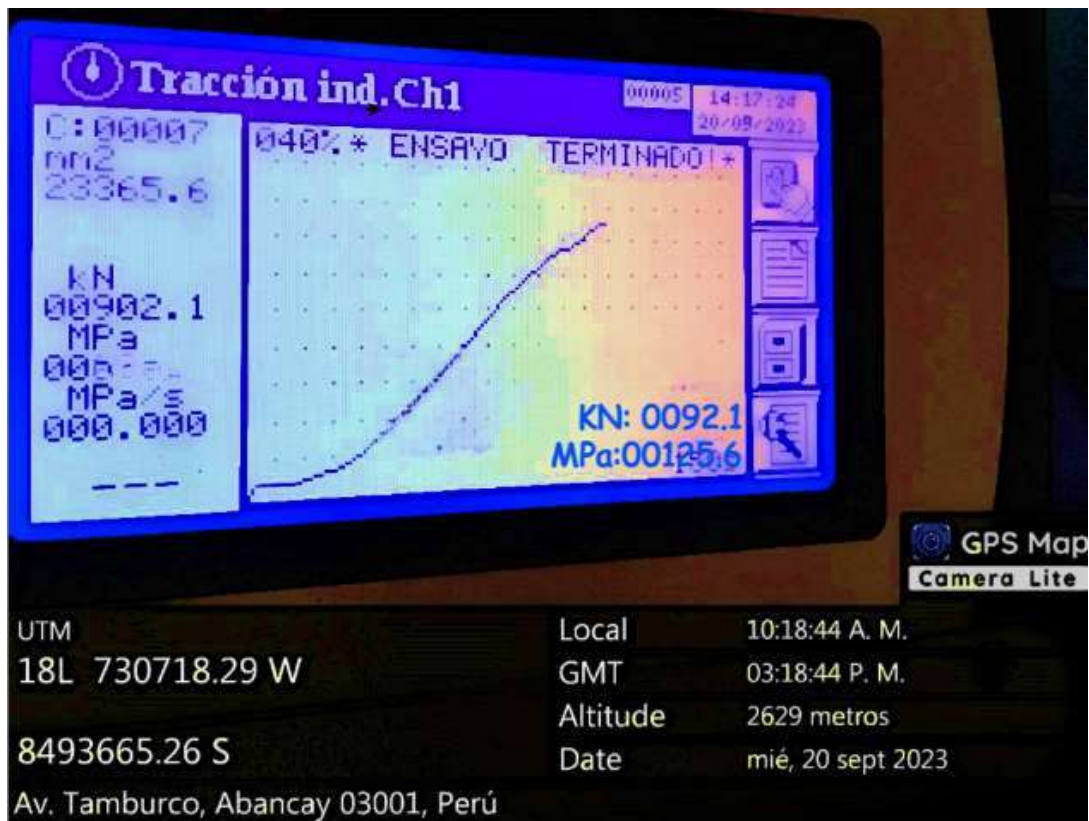 Tracción ind.Ch1
00005
14:17:24
20/09/2023
C:00007
mm2
23365.6
040% * ENSAYO TERMINADO!*
kN
00902.1
MPa
MPa/s
000.000
---
KN: 0092.1
MPa:00125.6
GPS Map
Camera Lite
UTM
18L 730718.29 W
8493665.26 S
Local 10:18:44 A. M.
GMT 03:18:44 P. M.
Altitude 2629 metros
Date mié, 20 sept 2023
Av. Tamburco, Abancay 03001, Perú